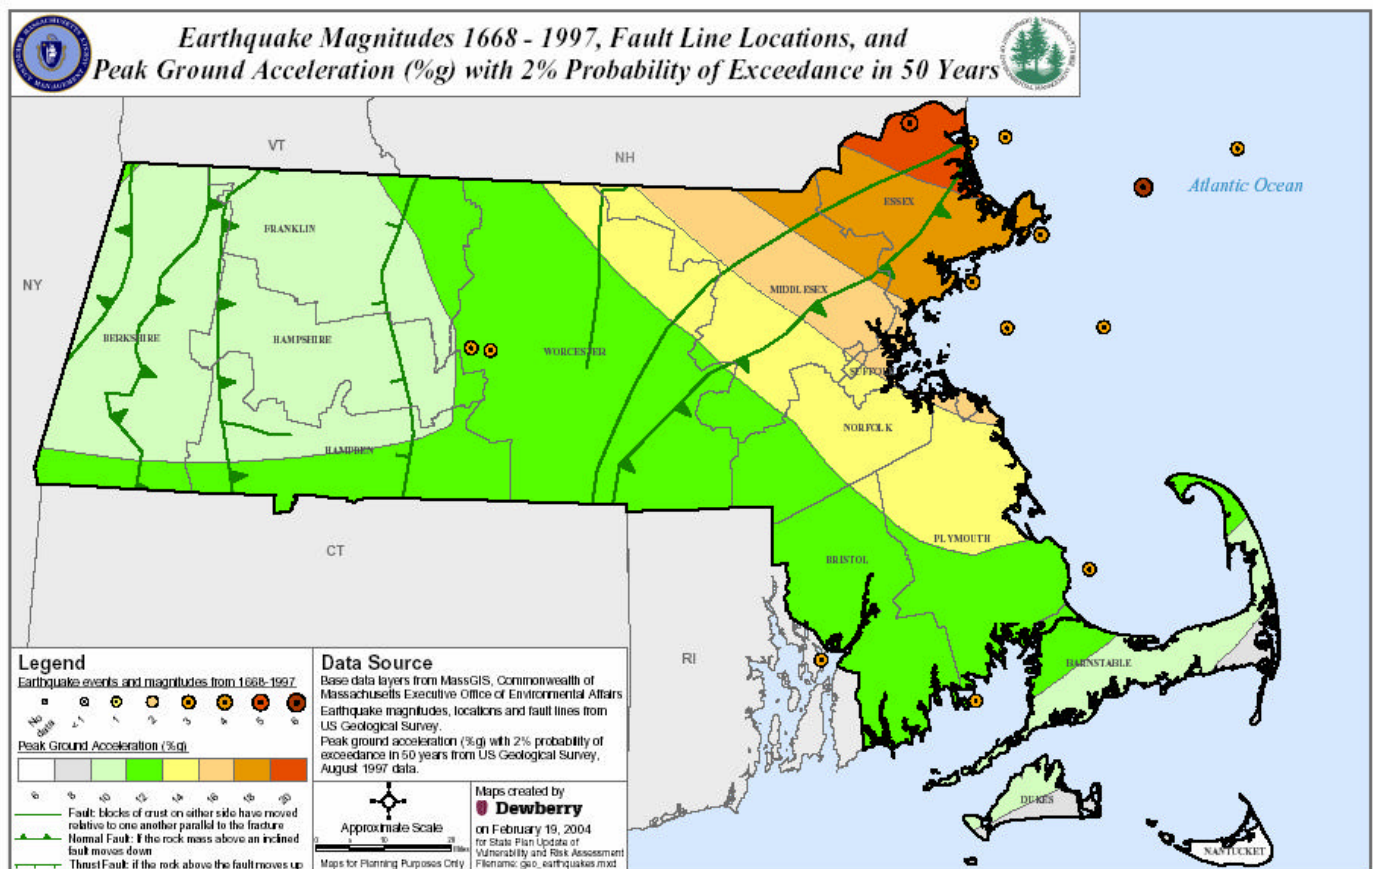 Earthquake Magnitudes 1668 - 1997, Fault Line Locations, and
Peak Ground Acceleration (%g) with 2% Probability of Exceedance in 50 Years
VT
NH
Atlantic Ocean
ESSEX
FRANKLIN
NY
MIDDLESEX
BERKSHIRE
HAMPSHIRE
WORCESTER
SUFFOLK
NORFOLK
HAMPDEN
PLYMOUTH
CT
BRISTOL
RI
BARNSTABLE
DUKES
NANTUCKET
Legend
Earthquake events and magnitudes from 1668-1997
No data
<1
1
2
3
4
5
6
Peak Ground Acceleration (%g)
6
8
10
12
14
16
18
20
Fault: blocks of crust on either side have moved
relative to one another parallel to the fracture
Normal Fault: If the rock mass above an inclined
fault moves down
Thrust Fault: if the rock above the fault moves up
Data Source
Base data layers from MassGIS, Commonwealth of
Massachusetts Executive Office of Environmental Affairs
Earthquake magnitudes, locations and fault lines from
US Geological Survey.
Peak ground acceleration (%g) with 2% probability of
exceedance in 50 years from US Geological Survey,
August 1997 data.
Approximate Scale
Maps for Planning Purposes Only
Maps created by
Dewberry
on February 19, 2004
for State Plan Update of
Vulnerability and Risk Assessment
Filename: geo_earthquakes.mxd